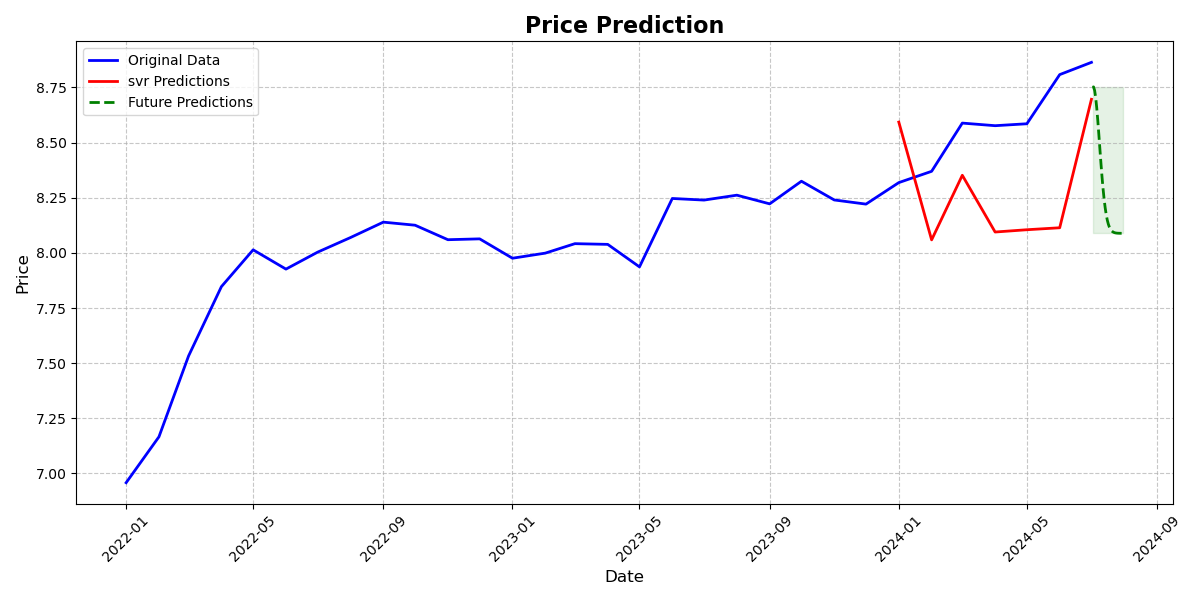 Price Prediction
Original Data
svr Predictions
Future Predictions
8.75
8.50
8.25
8.00
7.75
7.50
7.25
7.00
Price
2022-01
2022-05
2022-09
2023-01
2023-05
2023-09
2024-01
2024-05
2024-09
Date